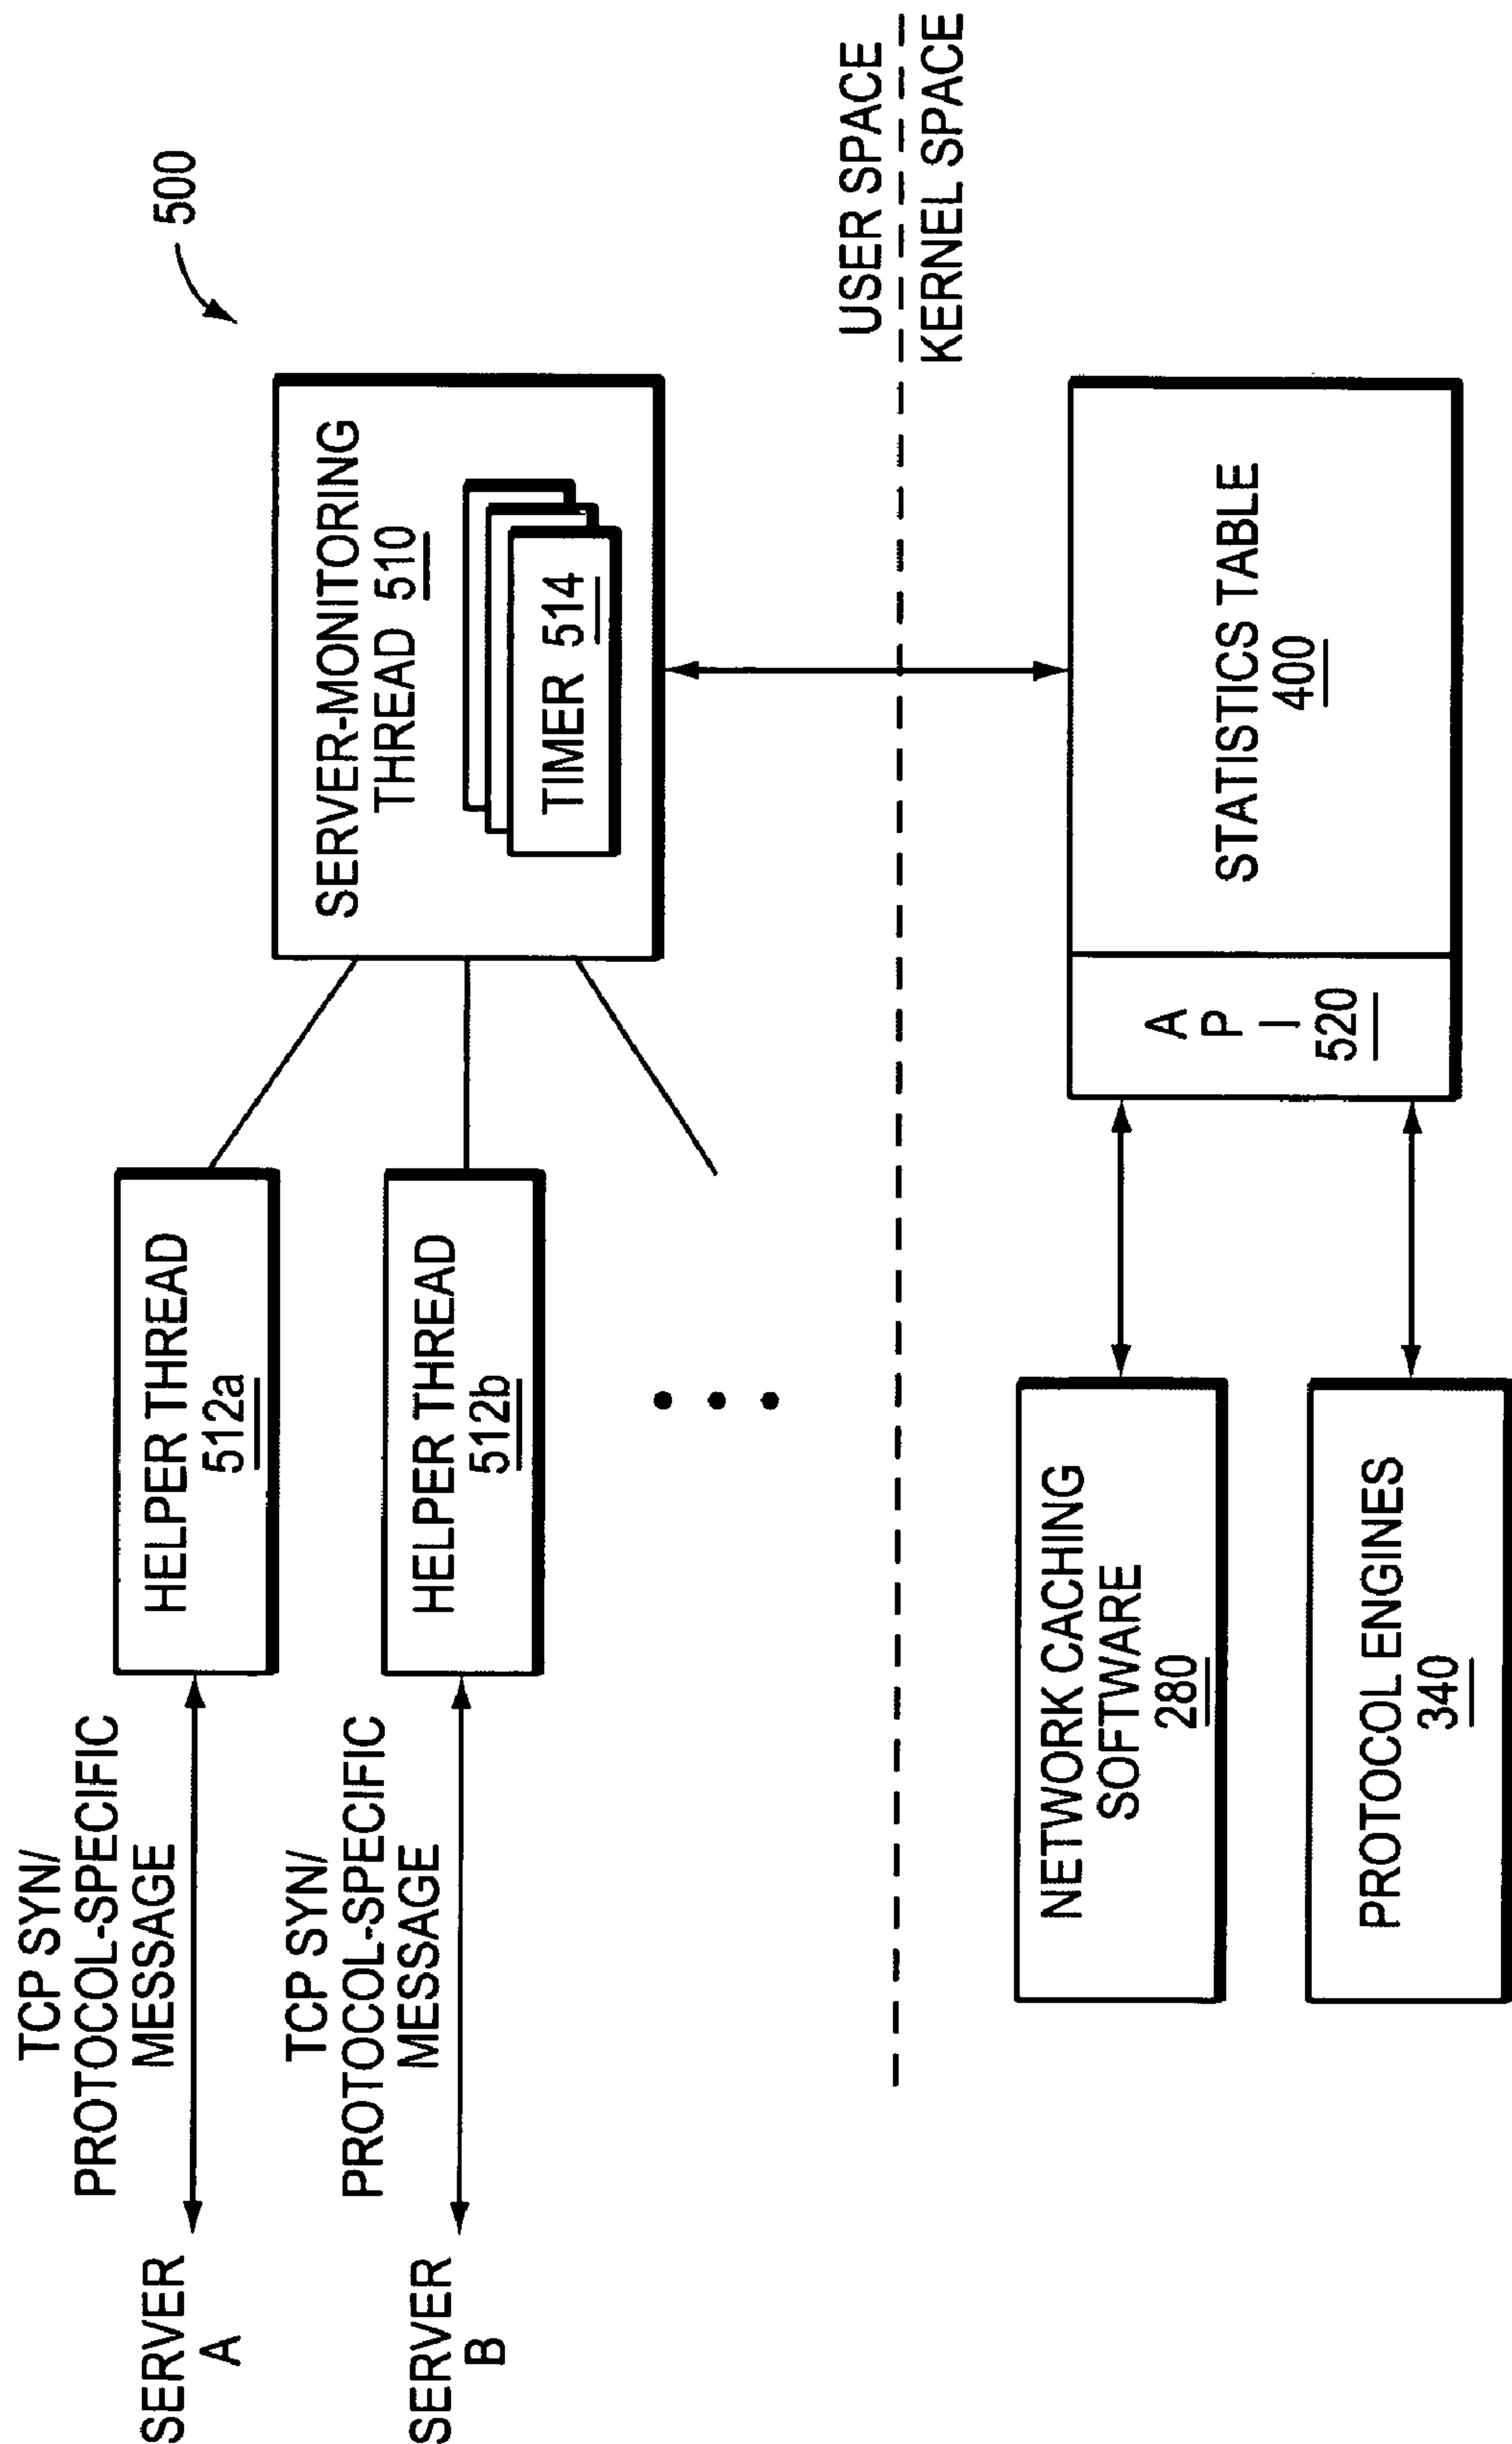 500
SERVER
A
TCP SYN/
PROTOCOL-SPECIFIC
MESSAGE
HELPER THREAD
512a
SERVER
B
TCP SYN/
PROTOCOL-SPECIFIC
MESSAGE
HELPER THREAD
512b
SERVER-MONITORING
THREAD 510
TIMER 514
USER SPACE
KERNEL SPACE
NETWORK CACHING
SOFTWARE
280
PROTOCOL ENGINES
340
A
P
I
520
STATISTICS TABLE
400